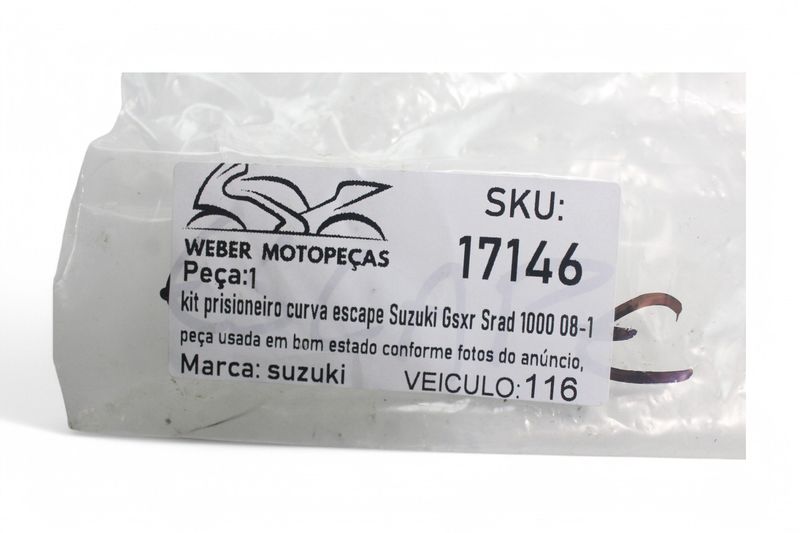 SKU:
17146
WEBER MOTOPEÇAS
Peça:1
kit prisioneiro curva escape Suzuki Gsxr Srad 1000 08-1
peça usada em bom estado conforme fotos do anúncio,
Marca: suzuki
VEICULO:116